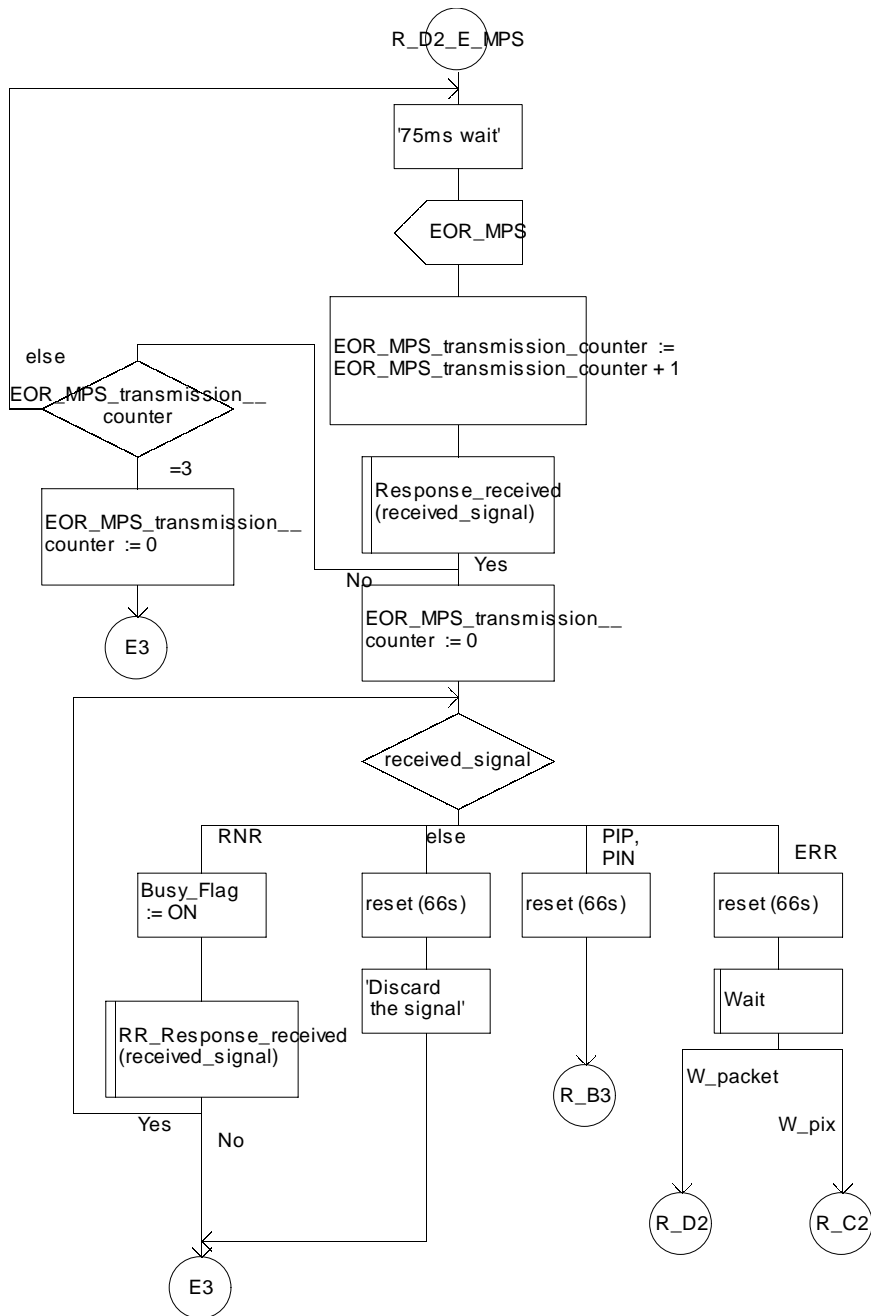 R_D2_E_MPS
'75ms wait'
EOR_MPS
EOR_MPS_transmission_counter :=
EOR_MPS_transmission_counter + 1
else
EOR_MPS_transmission__
counter
=3
Response_received
(received_signal)
EOR_MPS_transmission__
counter := 0
Yes
No
EOR_MPS_transmission__
counter := 0
E3
received_signal
RNR
else
PIP,
PIN
ERR
Busy_Flag
:= ON
reset (66s)
reset (66s)
reset (66s)
'Discard
the signal'
Wait
RR_Response_received
(received_signal)
W_packet
R_B3
Yes
No
W_pix
R_D2
R_C2
E3